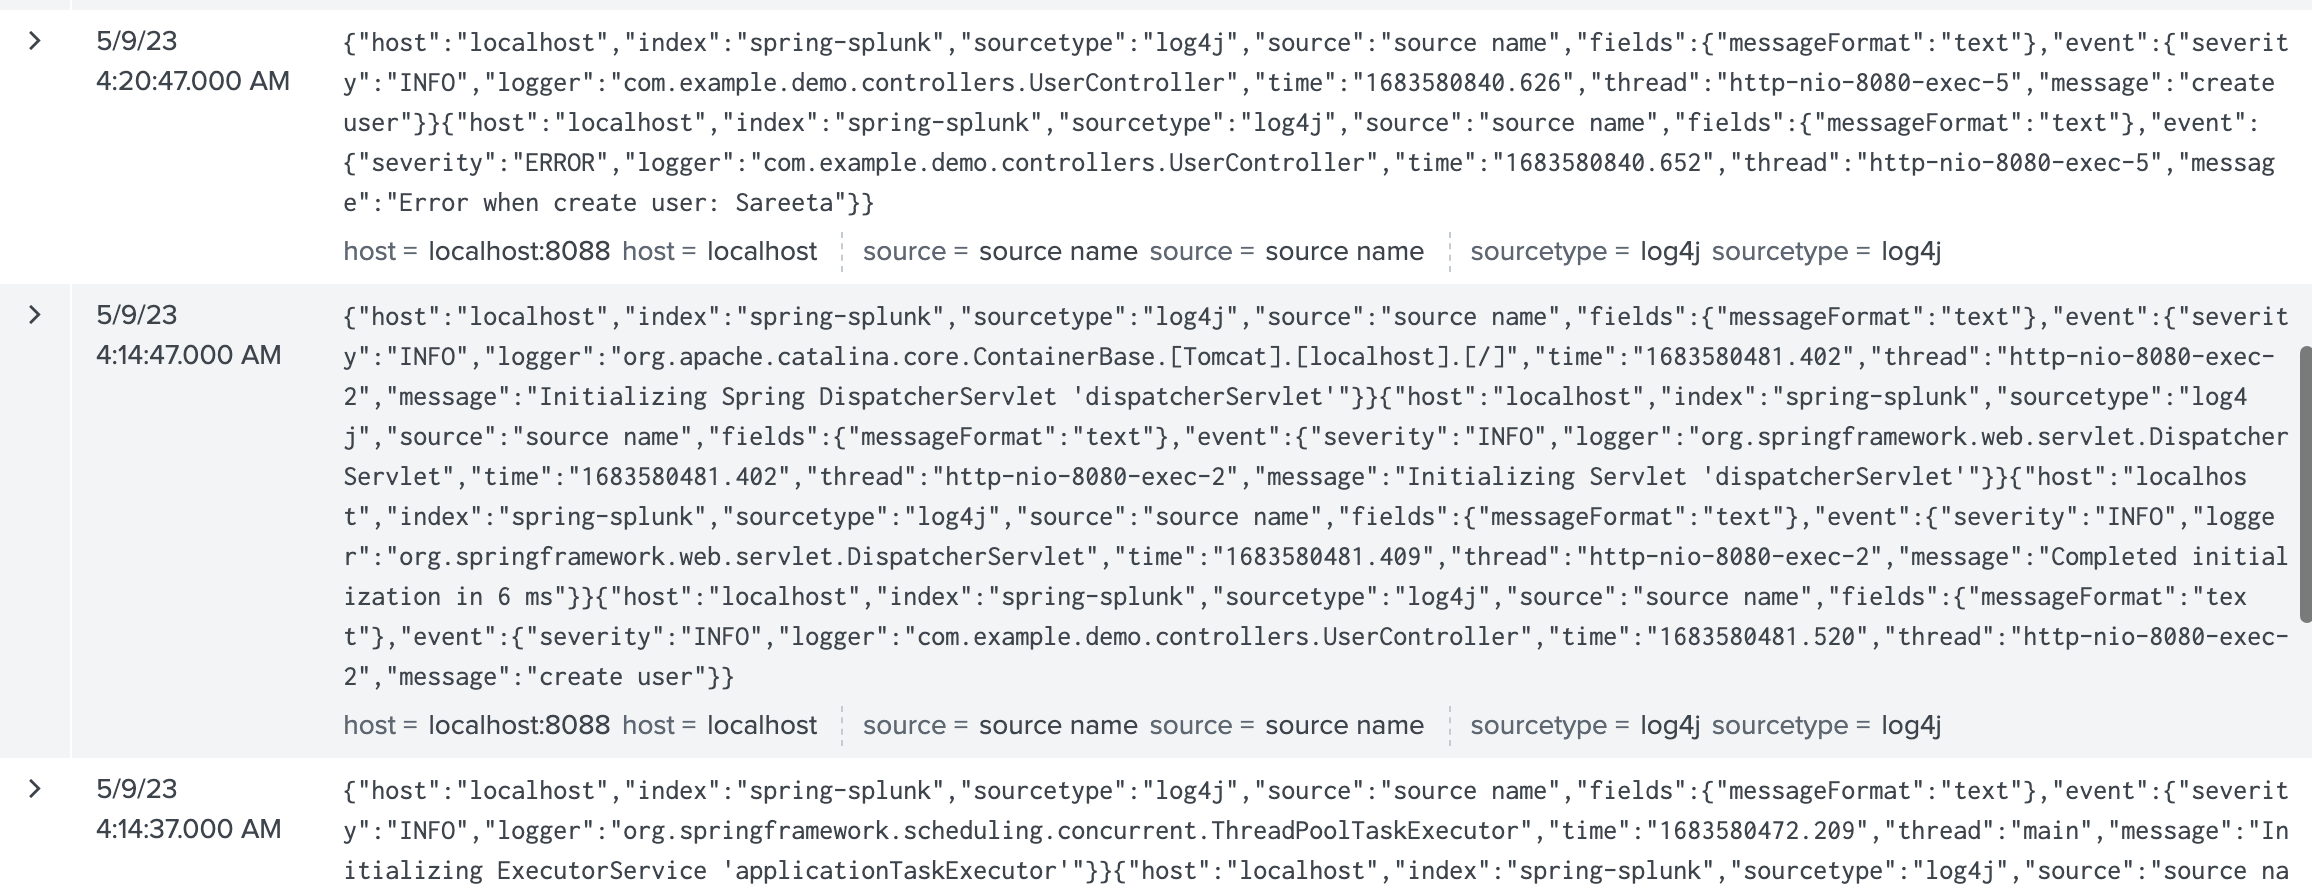 5/9/23
4:20:47.000 AM
{"host":"localhost","index":"spring-splunk","sourcetype":"log4j","source":"source name","fields":{"messageFormat":"text"},"event":{"severit
y":"INFO","logger":"com.example.demo.controllers.UserController","time":"1683580840.626","thread":"http-nio-8080-exec-5","message":"create
user"}}{"host":"localhost","index":"spring-splunk","sourcetype":"log4j","source":"source name","fields":{"messageFormat":"text"},"event":
{"severity":"ERROR","logger":"com.example.demo.controllers.UserController","time":"1683580840.652","thread":"http-nio-8080-exec-5","messag
e":"Error when create user: Sareeta"}}
host = localhost:8088 host = localhost source = source name source = source name sourcetype = log4j sourcetype = log4j
5/9/23
4:14:47.000 AM
{"host":"localhost","index":"spring-splunk","sourcetype":"log4j","source":"source name","fields":{"messageFormat":"text"},"event":{"severit
y":"INFO","logger":"org.apache.catalina.core.ContainerBase.[Tomcat].[localhost].[/]","time":"1683580481.402","thread":"http-nio-8080-exec-
2","message":"Initializing Spring DispatcherServlet 'dispatcherServlet'"}}{"host":"localhost","index":"spring-splunk","sourcetype":"log4
j","source":"source name","fields":{"messageFormat":"text"},"event":{"severity":"INFO","logger":"org.springframework.web.servlet.Dispatcher
Servlet","time":"1683580481.402","thread":"http-nio-8080-exec-2","message":"Initializing Servlet 'dispatcherServlet'"}}{"host":"localhos
t","index":"spring-splunk","sourcetype":"log4j","source":"source name","fields":{"messageFormat":"text"},"event":{"severity":"INFO","logge
r":"org.springframework.web.servlet.DispatcherServlet","time":"1683580481.409","thread":"http-nio-8080-exec-2","message":"Completed initial
ization in 6 ms"}}{"host":"localhost","index":"spring-splunk","sourcetype":"log4j","source":"source name","fields":{"messageFormat":"tex
t"},"event":{"severity":"INFO","logger":"com.example.demo.controllers.UserController","time":"1683580481.520","thread":"http-nio-8080-exec-
2","message":"create user"}}
host = localhost:8088 host = localhost source = source name source = source name sourcetype = log4j sourcetype = log4j
5/9/23
4:14:37.000 AM
{"host":"localhost","index":"spring-splunk","sourcetype":"log4j","source":"source name","fields":{"messageFormat":"text"},"event":{"severit
y":"INFO","logger":"org.springframework.scheduling.concurrent.ThreadPoolTaskExecutor","time":"1683580472.209","thread":"main","message":"In
itializing ExecutorService 'applicationTaskExecutor'"}}{"host":"localhost","index":"spring-splunk","sourcetype":"log4j","source":"source na